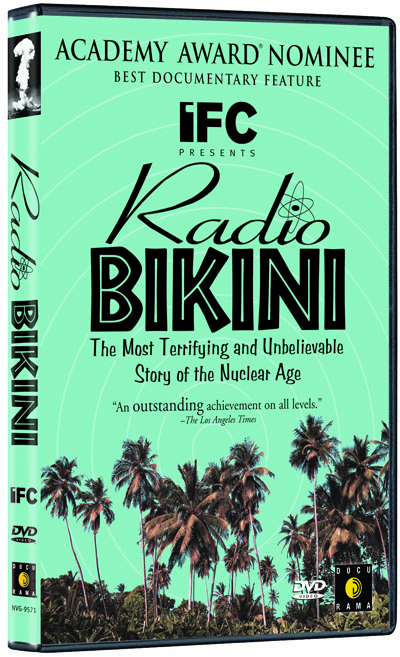 ACADEMY AWARD® NOMINEE
BEST DOCUMENTARY FEATURE
iFC
PRESENTS
Radio
BIKINI
The Most Terrifying and Unbelievable
Story of the Nuclear Age
"An outstanding achievement on all levels."
–The Los Angeles Times
DVD
VIDEO
DOCU
RAMA
Radio BIKINI
iFC
DVD
VIDEO
DOCU
RAMA
NVG-9571